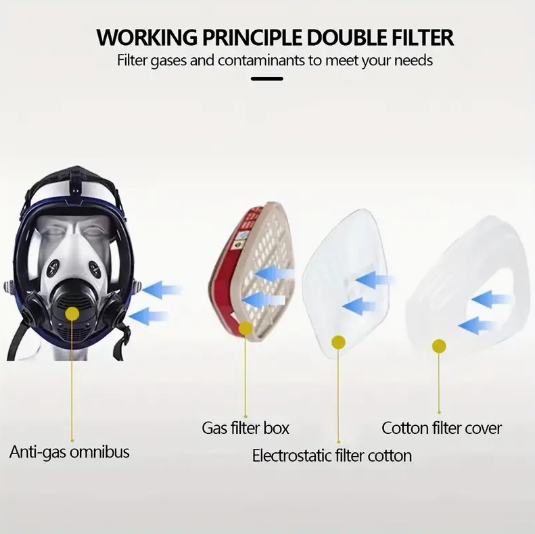 WORKING PRINCIPLE DOUBLE FILTER
Filter gases and contaminants to meet your needs
Gas filter box
Cotton filter cover
Anti-gas omnibus
Electrostatic filter cotton